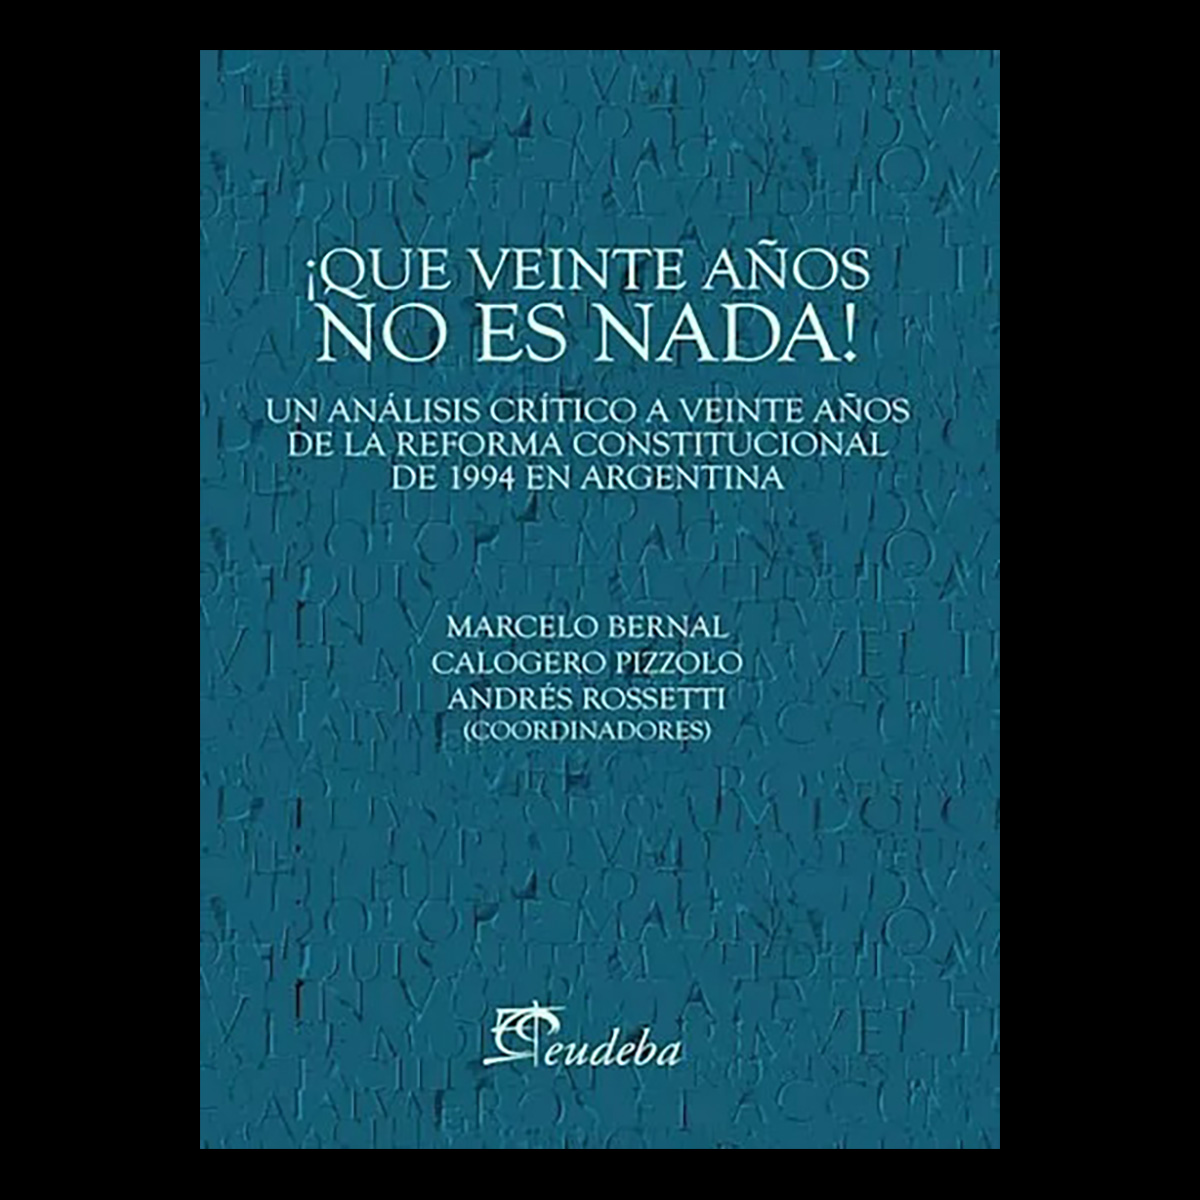 ¡QUE VEINTE AÑOS
NO ES NADA!
UN ANÁLISIS CRÍTICO A VEINTE AÑOS
DE LA REFORMA CONSTITUCIONAL
DE 1994 EN ARGENTINA
MARCELO BERNAL
CALOGERO PIZZOLO
ANDRÉS ROSSETTI
(COORDINADORES)
eudeba